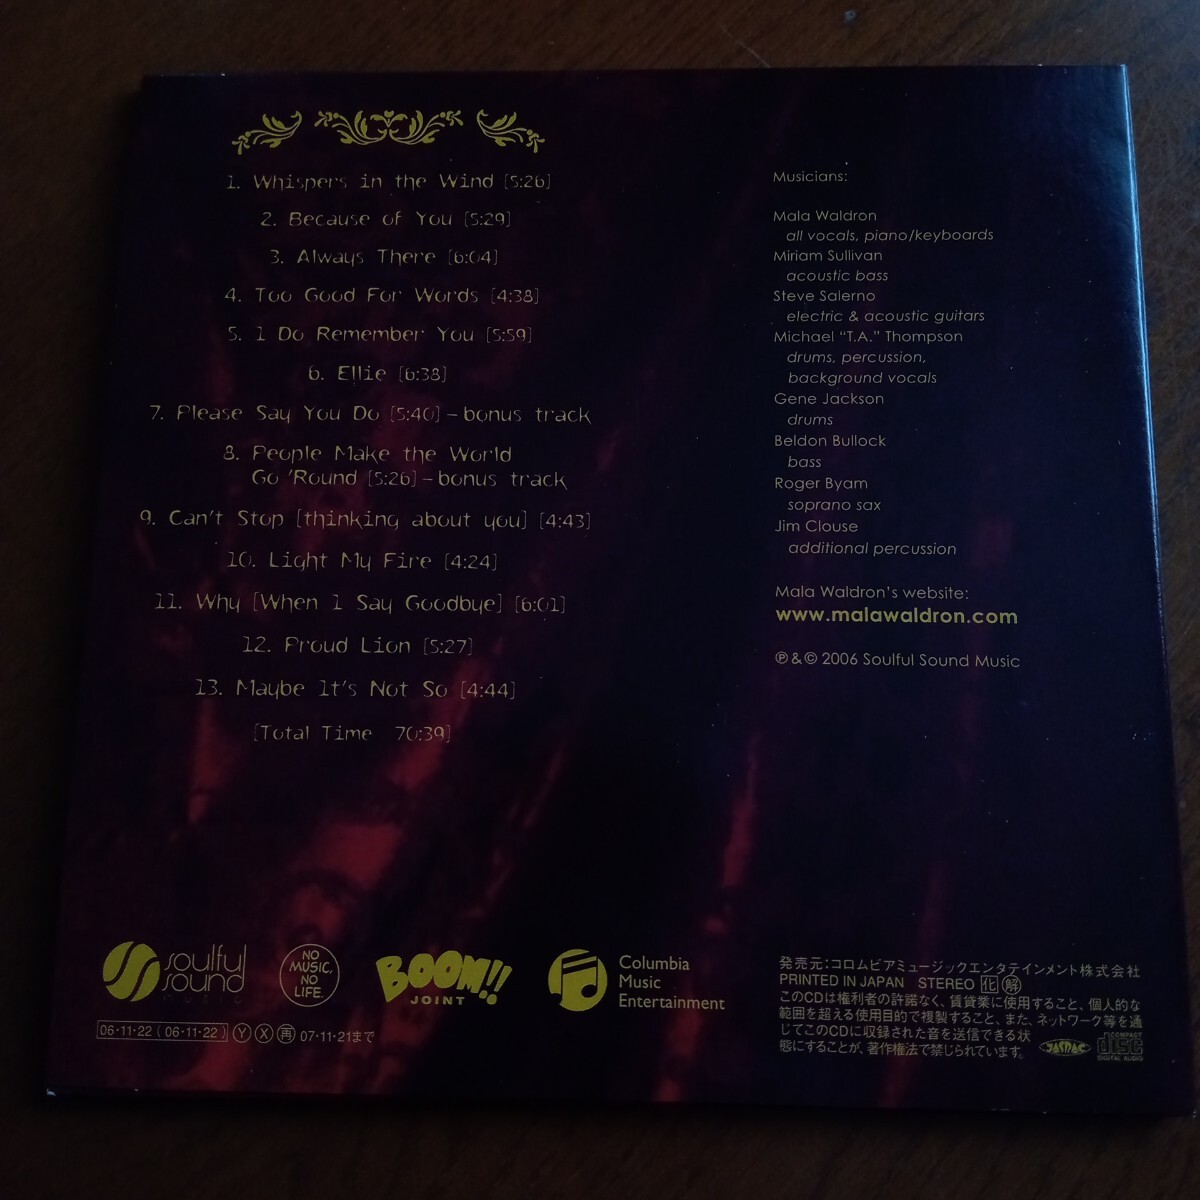 1. Whispers in the Wind [5:26]
2. Because of You [5:29]
3. Always There [6:04]
4. Too Good For Words [4:38]
5. I Do Remember You [5:59]
6. Ellie [6:38]
7. Please Say You Do [5:40] – bonus track
8. People Make the World
Go 'Round [5:26] – bonus track
9. Can't Stop [thinking about you] [4:43]
10. Light My Fire [4:24]
11. Why [When I Say Goodbye] [6:01]
12. Proud Lion [5:27]
13. Maybe It's Not So [4:44]
[Total Time 70:39]
Musicians:
Mala Waldron
all vocals, piano/keyboards
Miriam Sullivan
acoustic bass
Steve Salerno
electric & acoustic guitars
Michael “T.A.” Thompson
drums, percussion,
background vocals
Gene Jackson
drums
Beldon Bullock
bass
Roger Byam
soprano sax
Jim Clouse
additional percussion
Mala Waldron's website:
www.malawaldron.com
℗ & © 2006 Soulful Sound Music
soulful
sound
MUSIC
NO
MUSIC,
NO
LIFE.
BOOM!!
JOINT
Columbia
Music
Entertainment
06・11・22 (06・11・22) Ⓨ Ⓧ ㊢ 07・11・21まで
発売元:コロムビアミュージックエンタテインメント株式会社
PRINTED IN JAPAN STEREO 化 解
このCDは権利者の許諾なく、賃貸業に使用すること、個人的な
範囲を超える使用目的で複製すること、また、ネットワーク等を通
じてこのCDに収録された音を送信できる状
態にすることが、著作権法で禁じられています。
JASRAC
COMPACT
disc
DIGITAL AUDIO